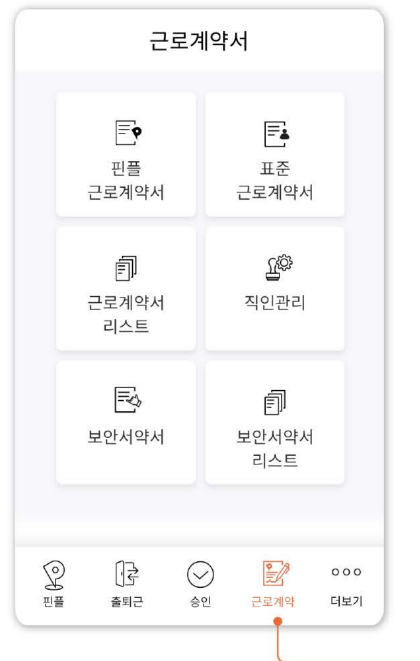 근로계약서
핀플
근로계약서
표준
근로계약서
근로계약서
리스트
직인관리
보안서약서
보안서약서
리스트
핀플
출퇴근
승인
근로계약
더보기